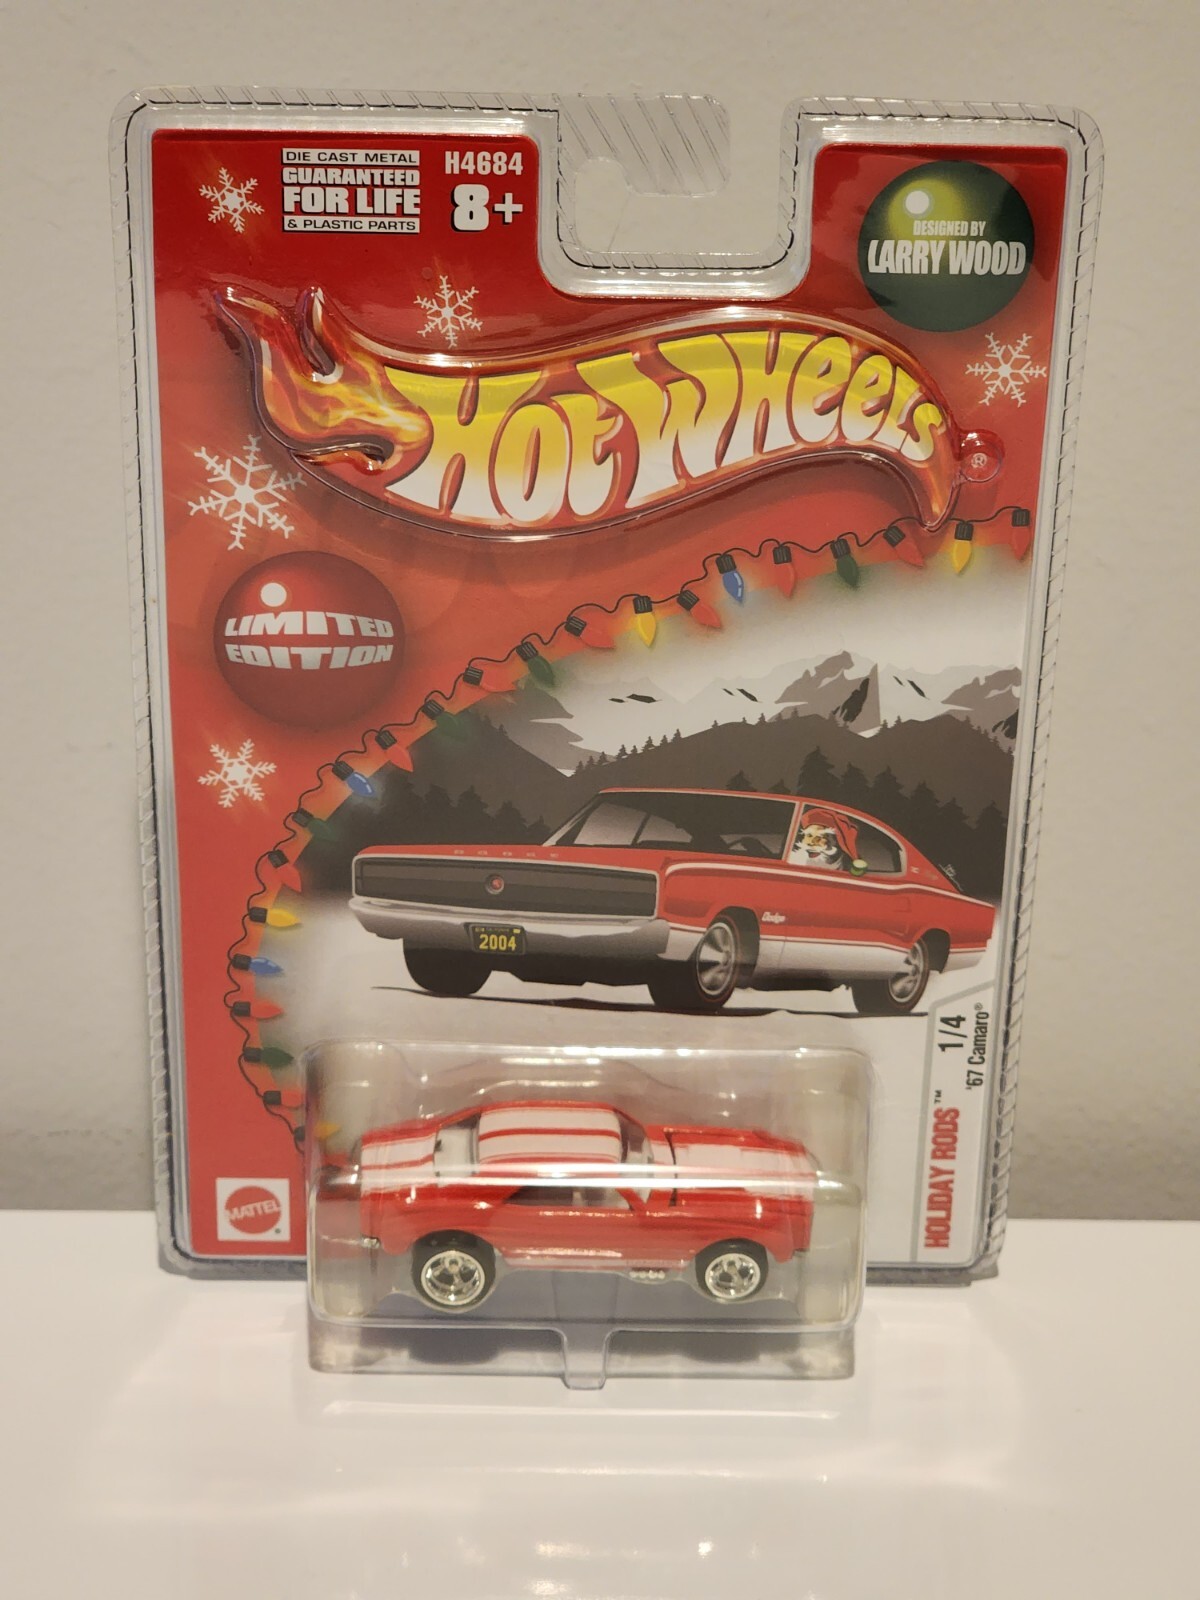 DIE CAST METAL
GUARANTEED
FOR LIFE
& PLASTIC PARTS
H4684
8+
DESIGNED BY
LARRY WOOD
Hot Wheels
®
LIMITED
EDITION
DODGE
Dodge
2004
HOLIDAY RODS™ 1/4
'67 Camaro®
MATTEL
®